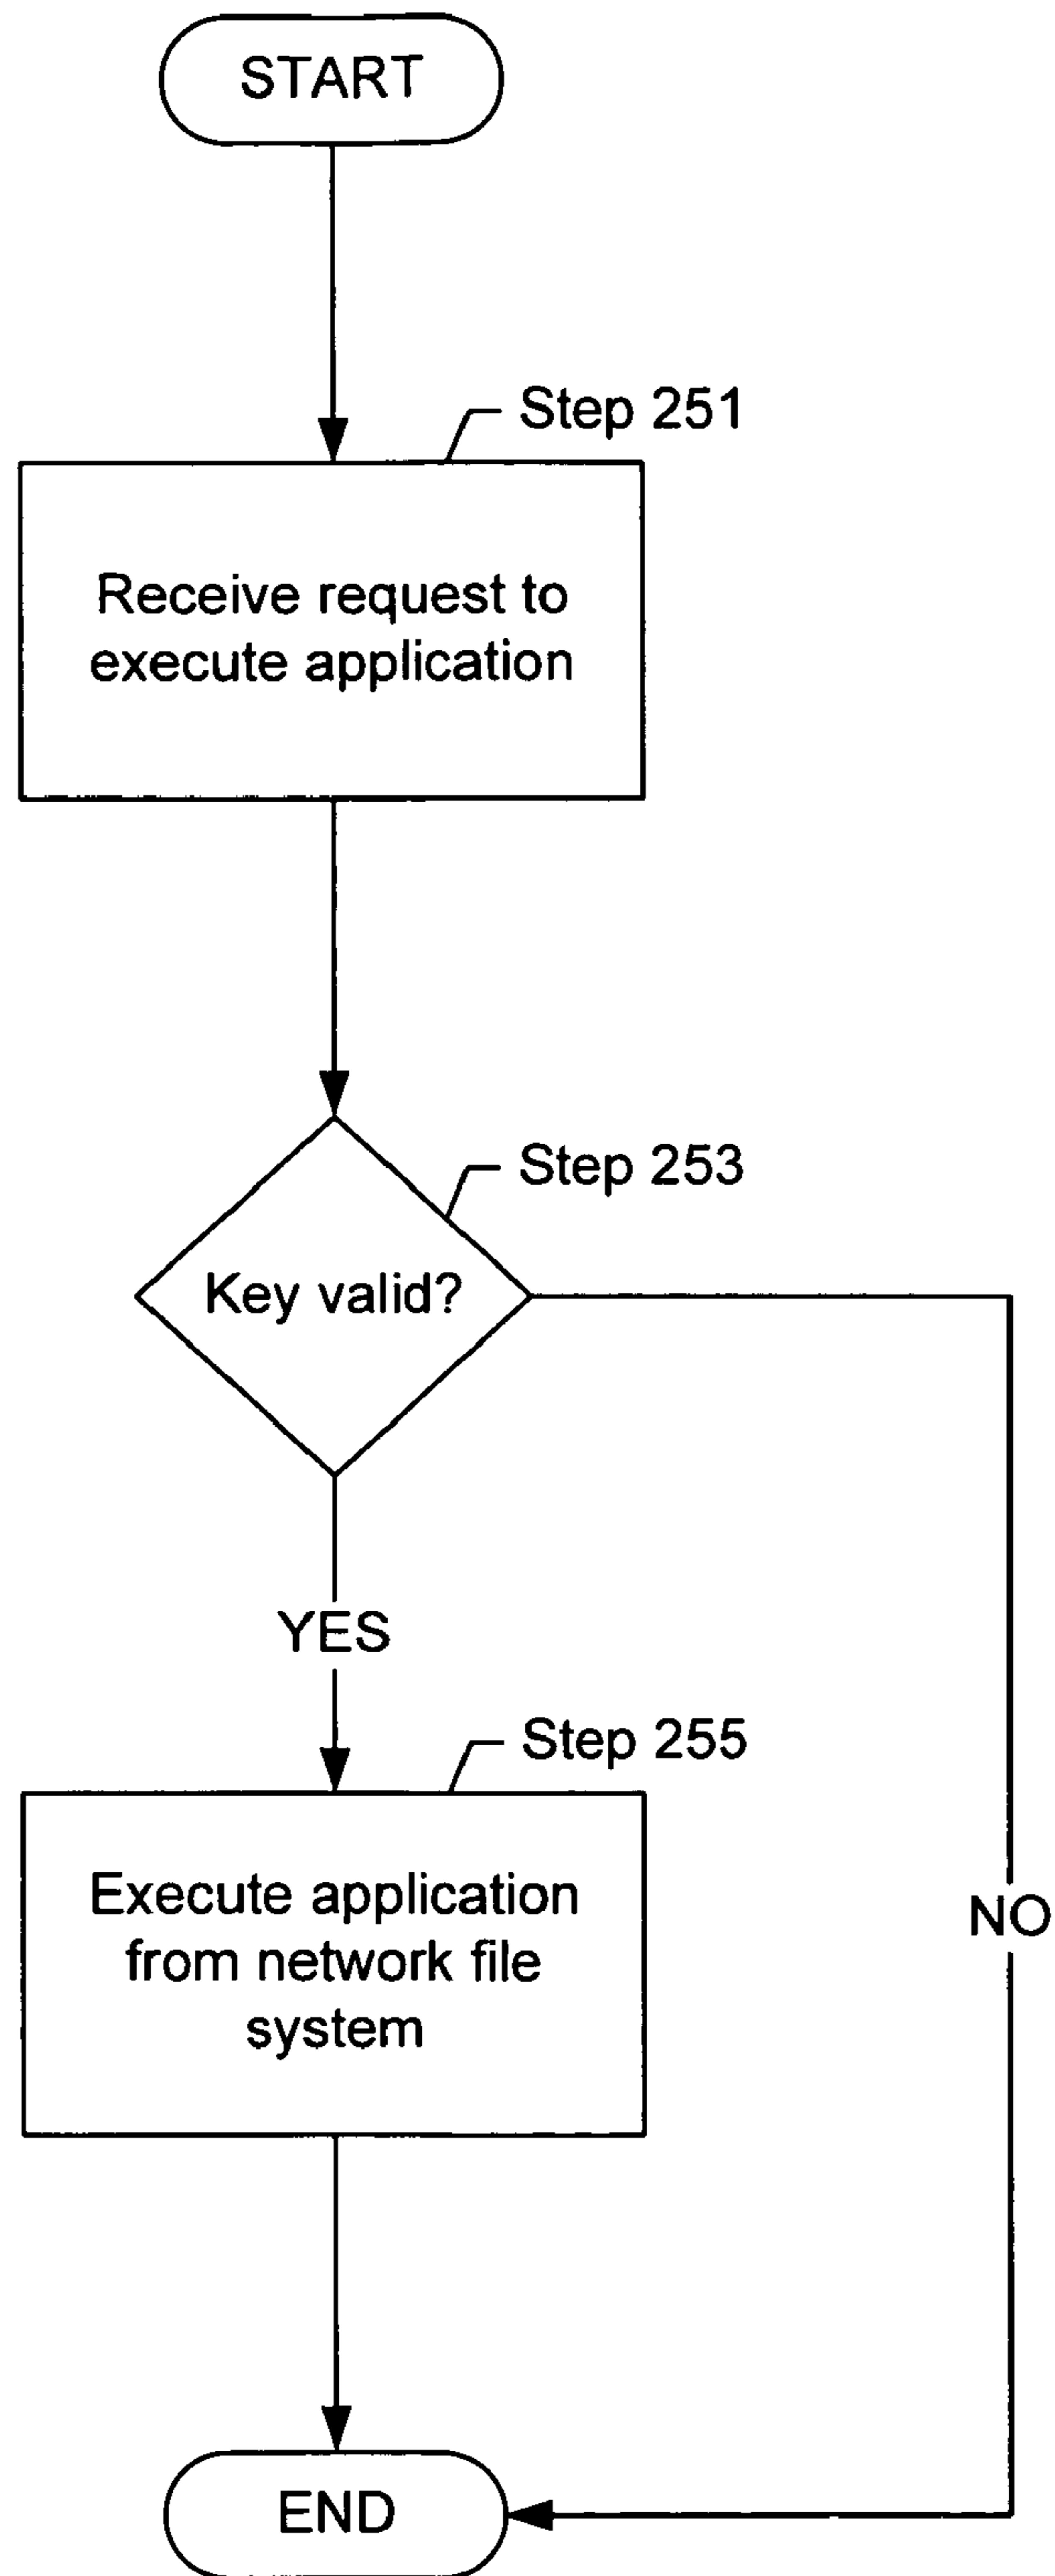 START
Step 251
Receive request to
execute application
Step 253
Key valid?
YES
Step 255
Execute application
from network file
system
NO
END